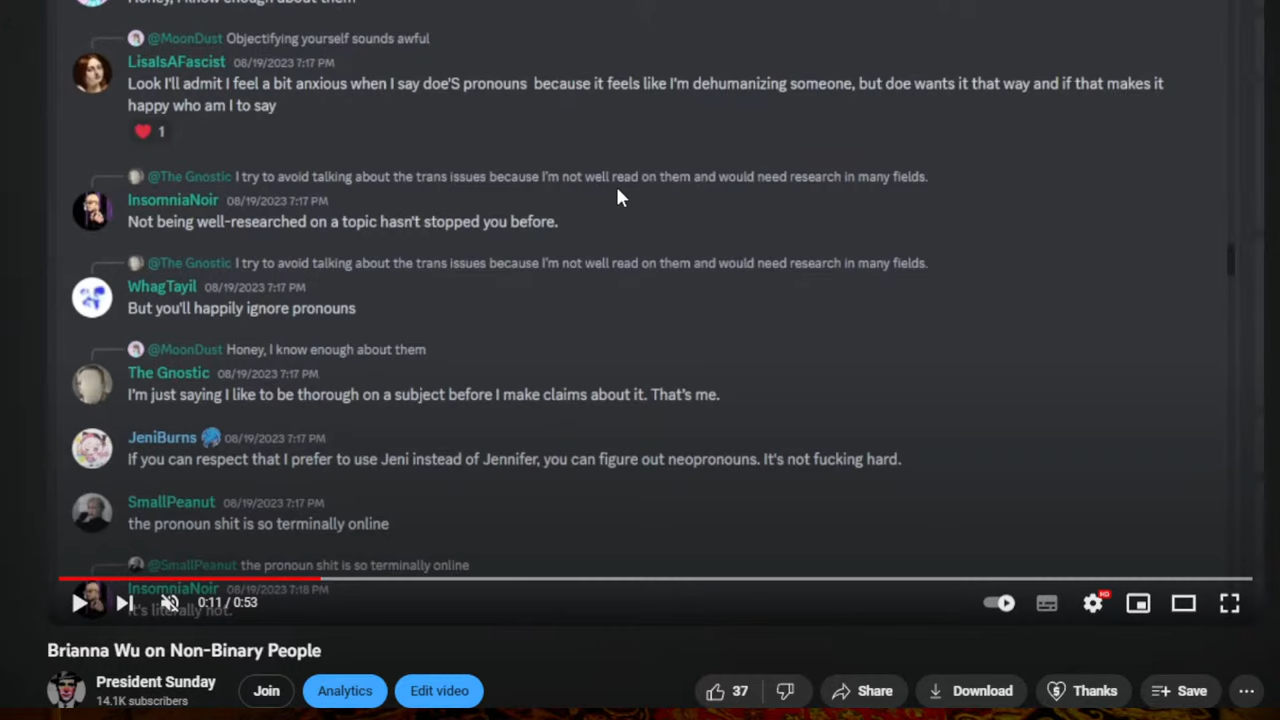 Honey, I know enough about them
@MoonDust Objectifying yourself sounds awful
LisaIsAFascist 08/19/2023 7:17 PM
Look I'll admit I feel a bit anxious when I say doe'S pronouns because it feels like I'm dehumanizing someone, but doe wants it that way and if that makes it
happy who am I to say
1
@The Gnostic I try to avoid talking about the trans issues because I'm not well read on them and would need research in many fields.
InsomniaNoir 08/19/2023 7:17 PM
Not being well-researched on a topic hasn't stopped you before.
@The Gnostic I try to avoid talking about the trans issues because I'm not well read on them and would need research in many fields.
WhagTayil 08/19/2023 7:17 PM
But you'll happily ignore pronouns
@MoonDust Honey, I know enough about them
The Gnostic 08/19/2023 7:17 PM
I'm just saying I like to be thorough on a subject before I make claims about it. That's me.
JeniBurns 08/19/2023 7:17 PM
If you can respect that I prefer to use Jeni instead of Jennifer, you can figure out neopronouns. It's not fucking hard.
SmallPeanut 08/19/2023 7:17 PM
the pronoun shit is so terminally online
@SmallPeanut the pronoun shit is so terminally online
InsomniaNoir 08/19/2023 7:18 PM
It's literally not.
0:11 / 0:53
HD
Brianna Wu on Non-Binary People
President Sunday
14.1K subscribers
Join
Analytics
Edit video
37
Share
Download
Thanks
Save